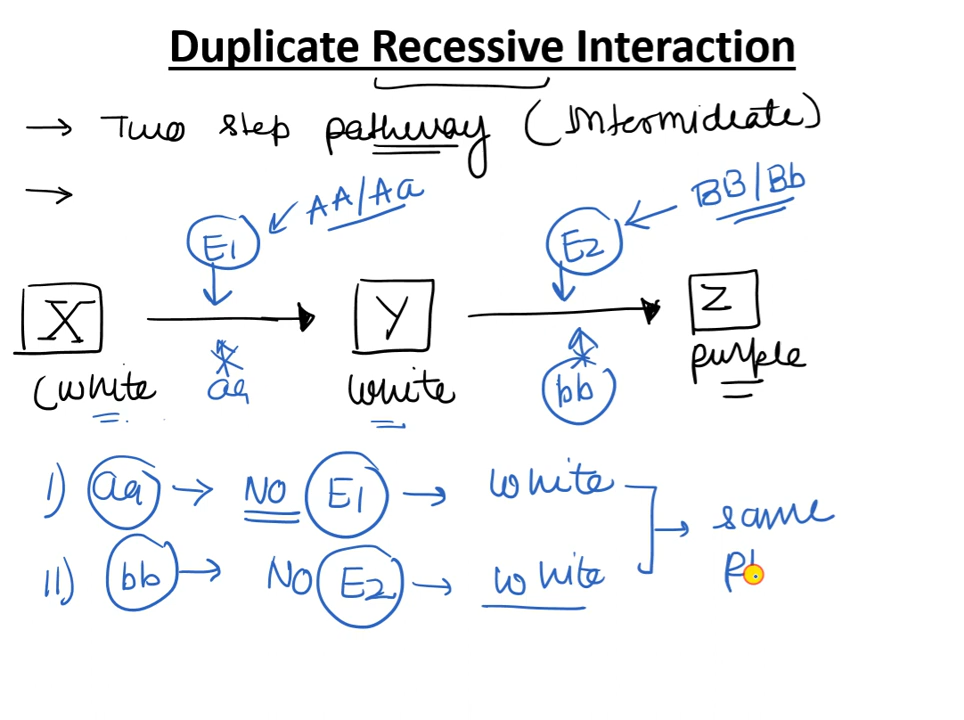 Duplicate Recessive Interaction
→ Two step pathway (Intermidiate)
→
AA/Aa BB/Bb
E1 E2
X Y Z
(white aa white bb purple
I) aa → NO E1 → white
→ same
II) bb → NO E2 → white